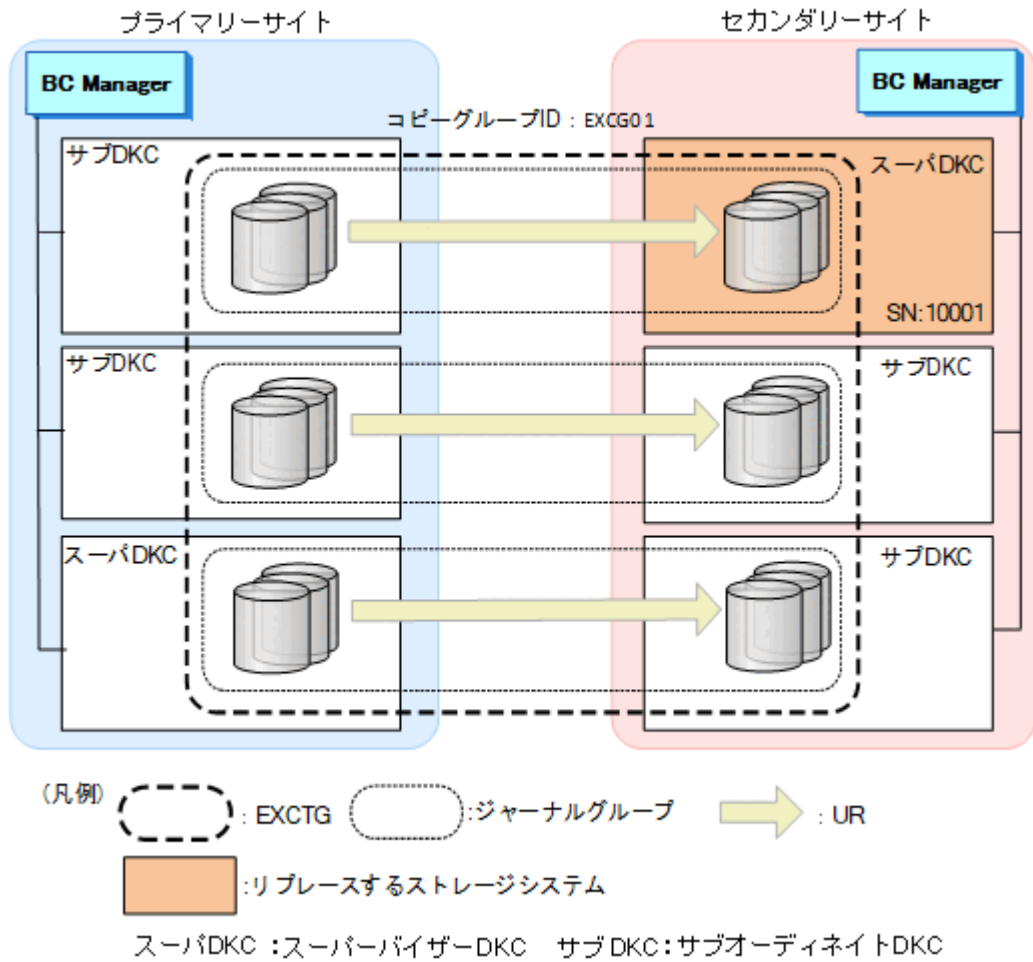 プライマリーサイト
セカンダリーサイト
BC Manager
BC Manager
コピーグループID：EXCG01
サブDKC
スーパDKC
SN:10001
サブDKC
サブDKC
スーパDKC
サブDKC
(凡例)
: EXCTG
:ジャーナルグループ
: UR
:リプレースするストレージシステム
スーパDKC：スーパーバイザーDKC サブDKC：サブオーディネイトDKC